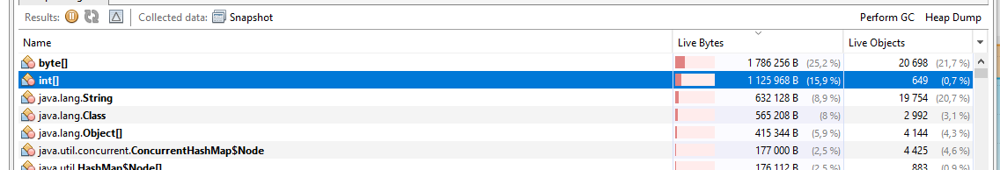 Results: Collected data: Snapshot Perform GC Heap Dump
Name Live Bytes Live Objects
byte[] 1 786 256 B (25,2 %) 20 698 (21,7 %)
int[] 1 125 968 B (15,9 %) 649 (0,7 %)
java.lang.String 632 128 B (8,9 %) 19 754 (20,7 %)
java.lang.Class 565 208 B (8 %) 2 992 (3,1 %)
java.lang.Object[] 415 344 B (5,9 %) 4 144 (4,3 %)
java.util.concurrent.ConcurrentHashMap$Node 177 000 B (2,5 %) 4 425 (4,6 %)
java.util.HashMap$Node[] 176 112 B (2,5 %) 883 (0,9 %)